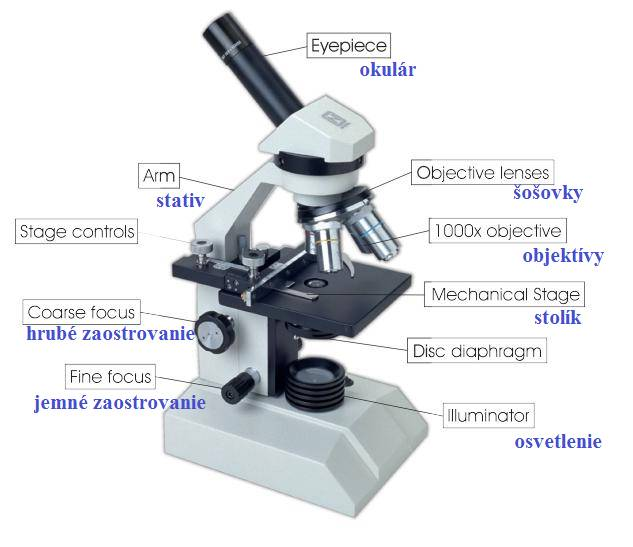 Eyepiece
okulár
Arm
stativ
Objective lenses
šošovky
Stage controls
1000x objective
objektívy
Mechanical Stage
stolík
Coarse focus
hrubé zaostrovanie
Disc diaphragm
Fine focus
jemné zaostrovanie
Illuminator
osvetlenie